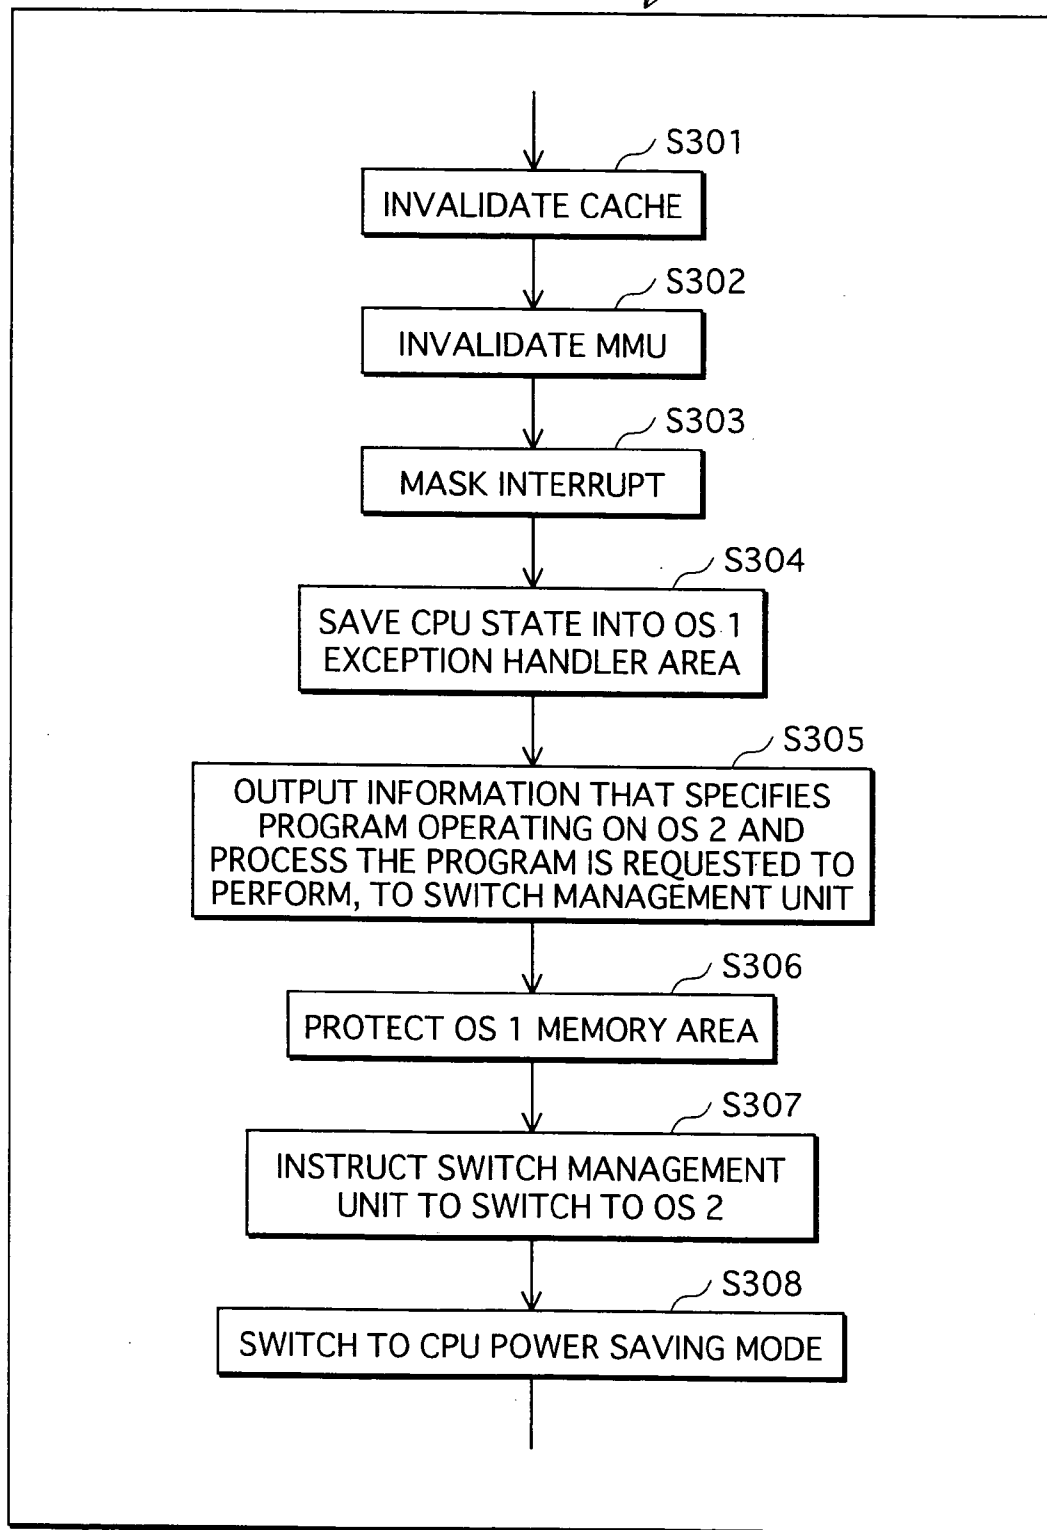 S301
INVALIDATE CACHE
S302
INVALIDATE MMU
S303
MASK INTERRUPT
S304
SAVE CPU STATE INTO OS 1
EXCEPTION HANDLER AREA
S305
OUTPUT INFORMATION THAT SPECIFIES
PROGRAM OPERATING ON OS 2 AND
PROCESS THE PROGRAM IS REQUESTED TO
PERFORM, TO SWITCH MANAGEMENT UNIT
S306
PROTECT OS 1 MEMORY AREA
S307
INSTRUCT SWITCH MANAGEMENT
UNIT TO SWITCH TO OS 2
S308
SWITCH TO CPU POWER SAVING MODE